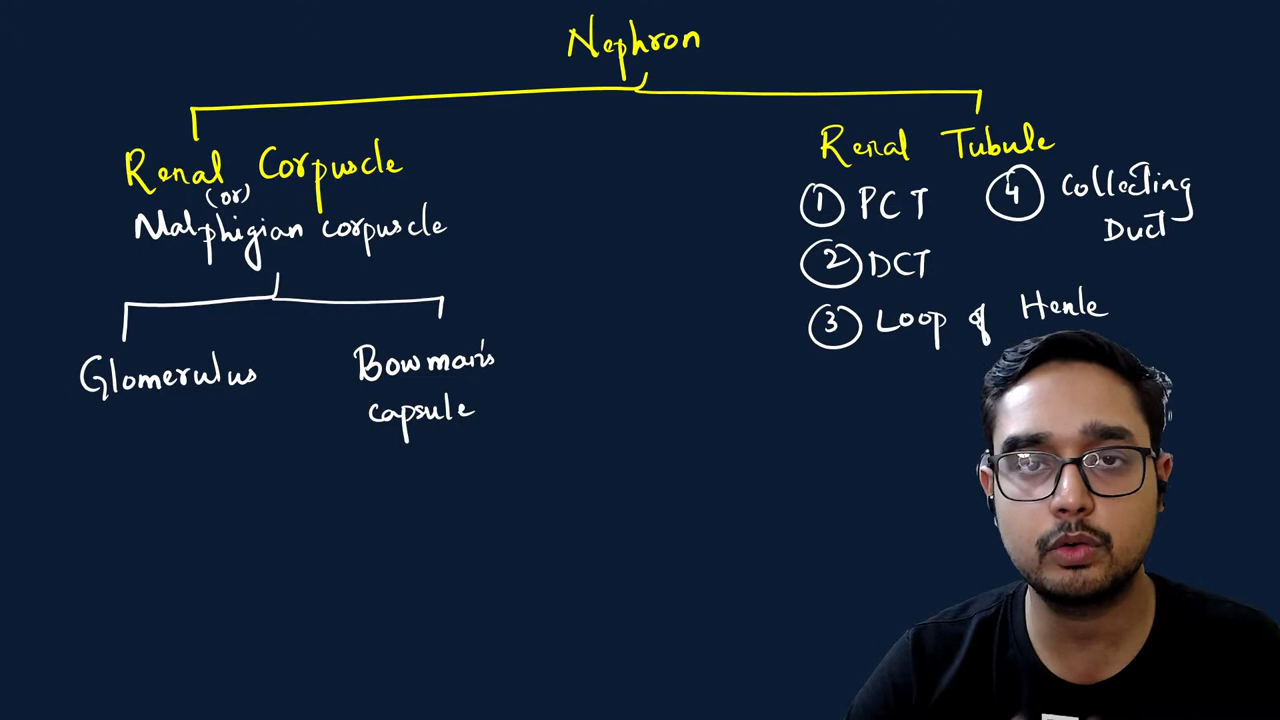 Nephron
Renal Corpuscle
(or)
Malphigian corpuscle
Glomerulus
Bowman's
capsule
Renal Tubule
① PCT
② DCT
③ Loop of Henle
④ Collecting
Duct